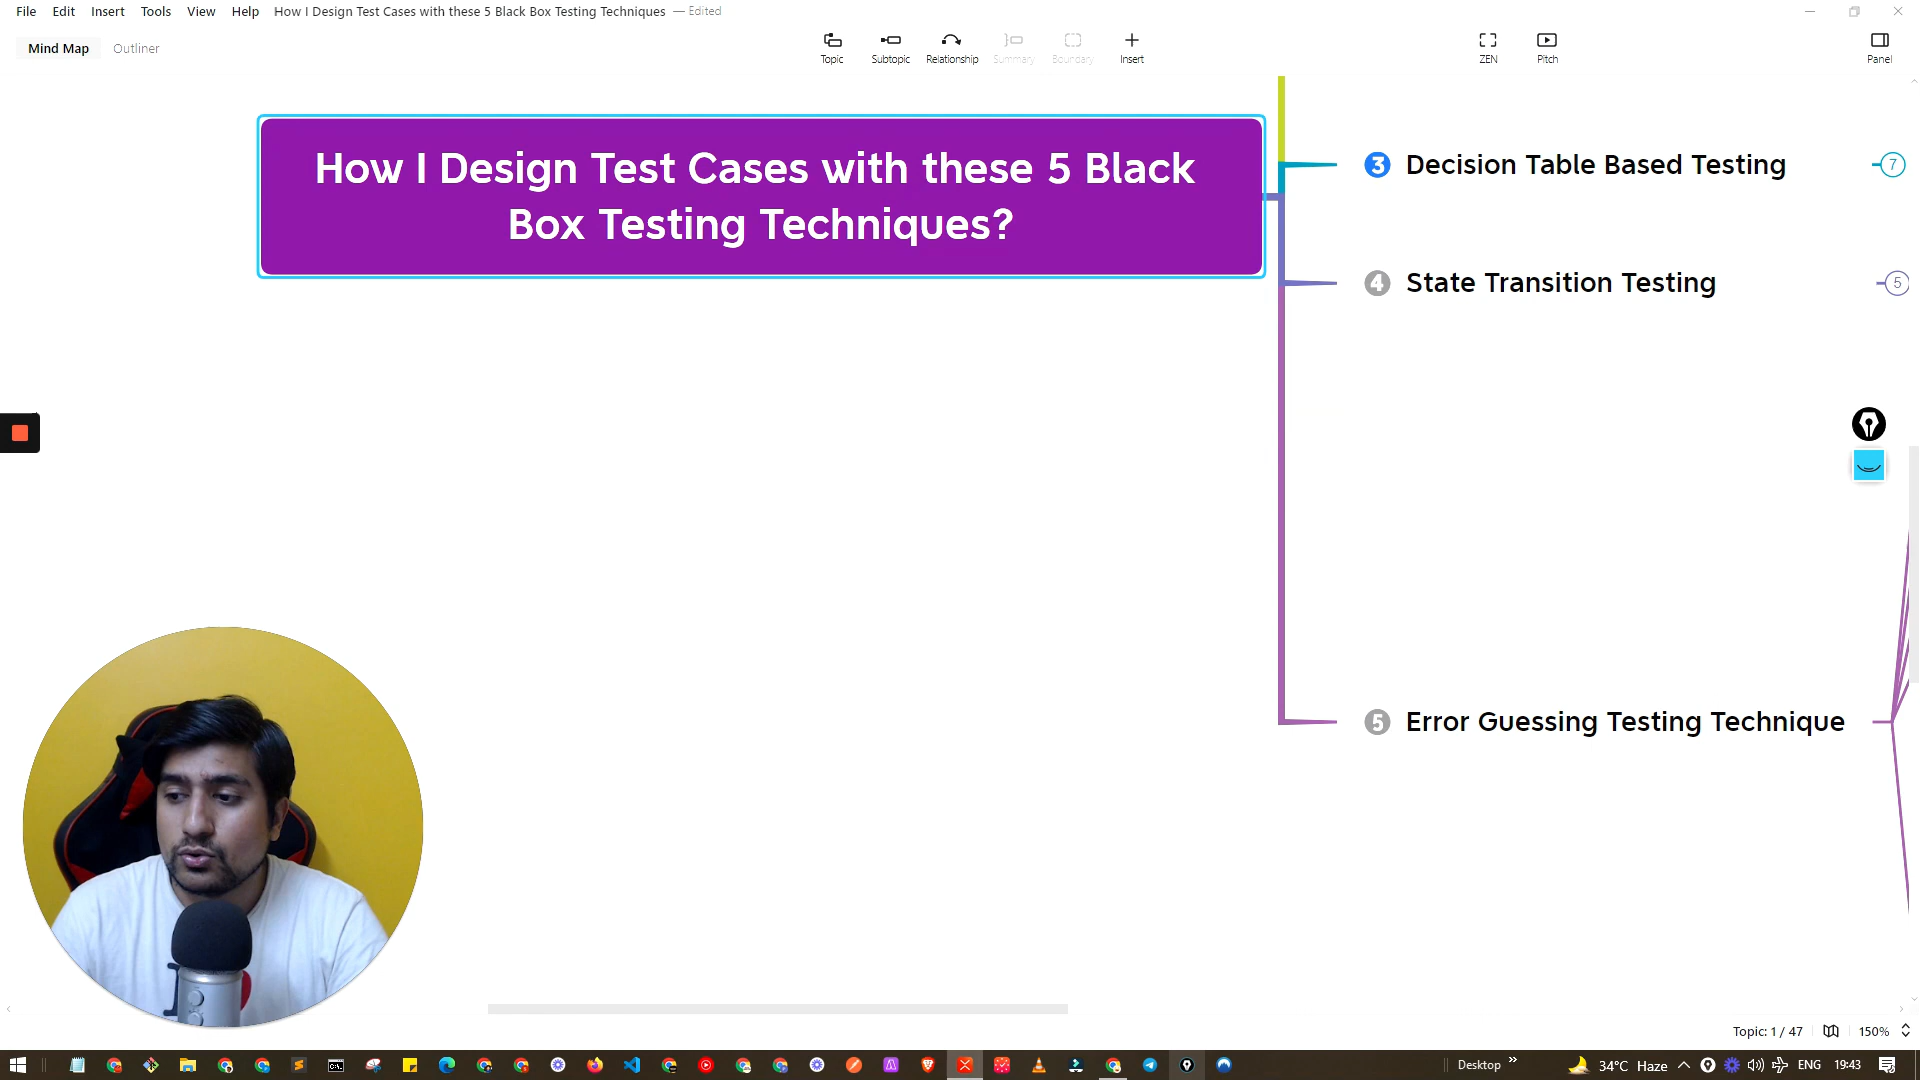 File Edit Insert Tools View Help How I Design Test Cases with these 5 Black Box Testing Techniques — Edited
Mind Map Outliner
Topic Subtopic Relationship Summary Boundary Insert ZEN Pitch Panel
How I Design Test Cases with these 5 Black
Box Testing Techniques?
3 Decision Table Based Testing 7
4 State Transition Testing 5
5 Error Guessing Testing Technique
Topic: 1 / 47 150%
Desktop 34°C Haze ENG 19:43